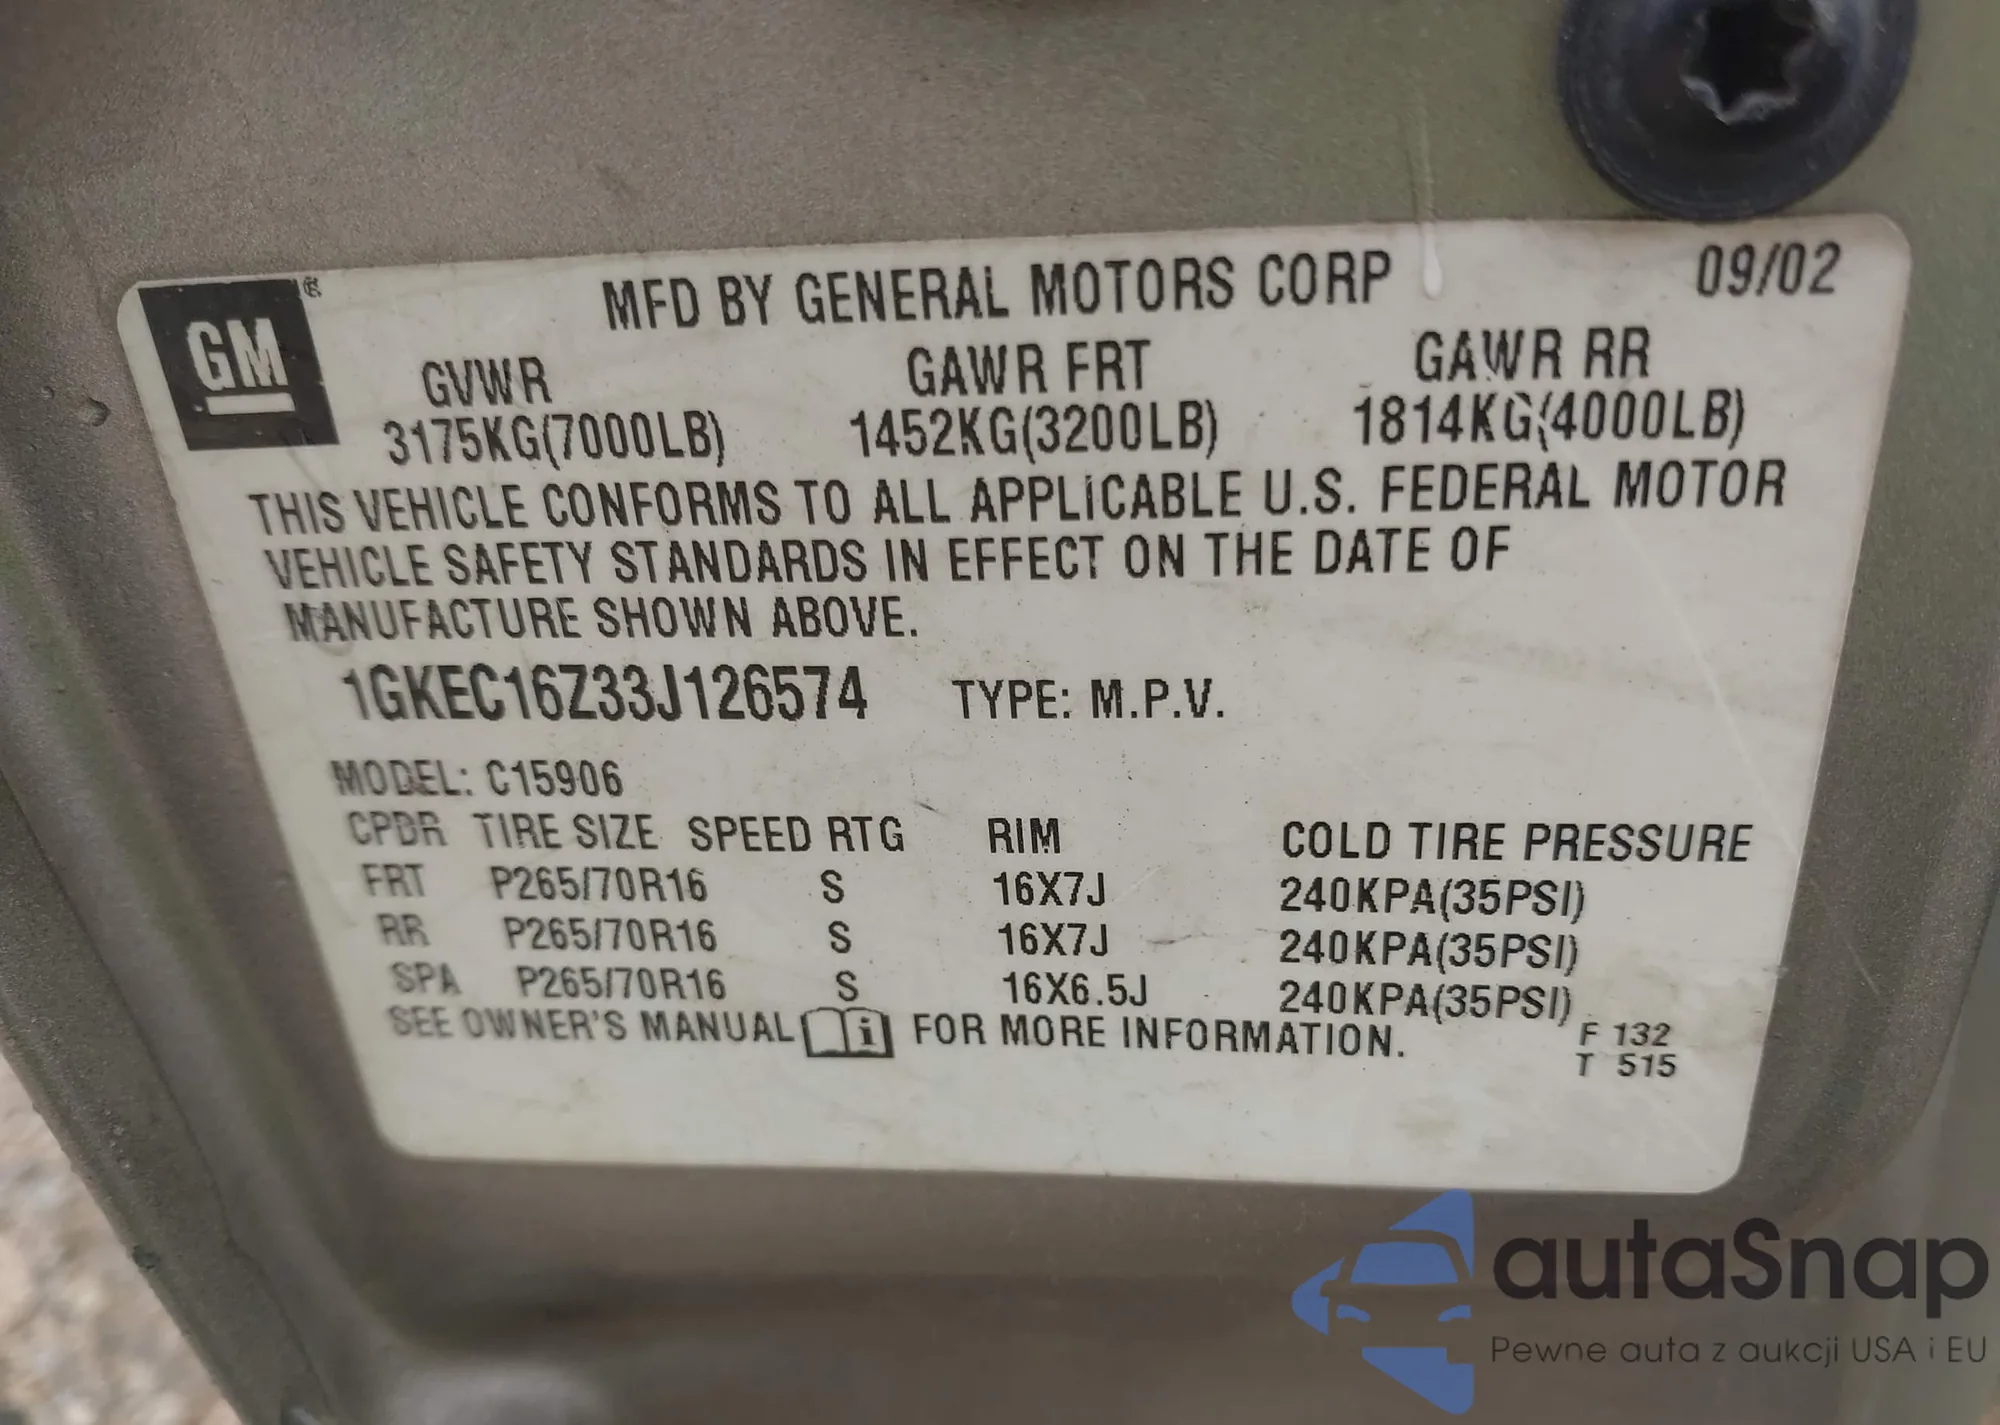 GM®
MFD BY GENERAL MOTORS CORP 09/02
GVWR GAWR FRT GAWR RR
3175KG(7000LB) 1452KG(3200LB) 1814KG(4000LB)
THIS VEHICLE CONFORMS TO ALL APPLICABLE U.S. FEDERAL MOTOR
VEHICLE SAFETY STANDARDS IN EFFECT ON THE DATE OF
MANUFACTURE SHOWN ABOVE.
1GKEC16Z33J126574 TYPE: M.P.V.
MODEL: C15906
CPDR TIRE SIZE SPEED RTG RIM COLD TIRE PRESSURE
FRT P265/70R16 S 16X7J 240KPA(35PSI)
RR P265/70R16 S 16X7J 240KPA(35PSI)
SPA P265/70R16 S 16X6.5J 240KPA(35PSI)
SEE OWNER'S MANUAL i FOR MORE INFORMATION.
F 132
T 515
autaSnap
Pewne auta z aukcji USA i EU